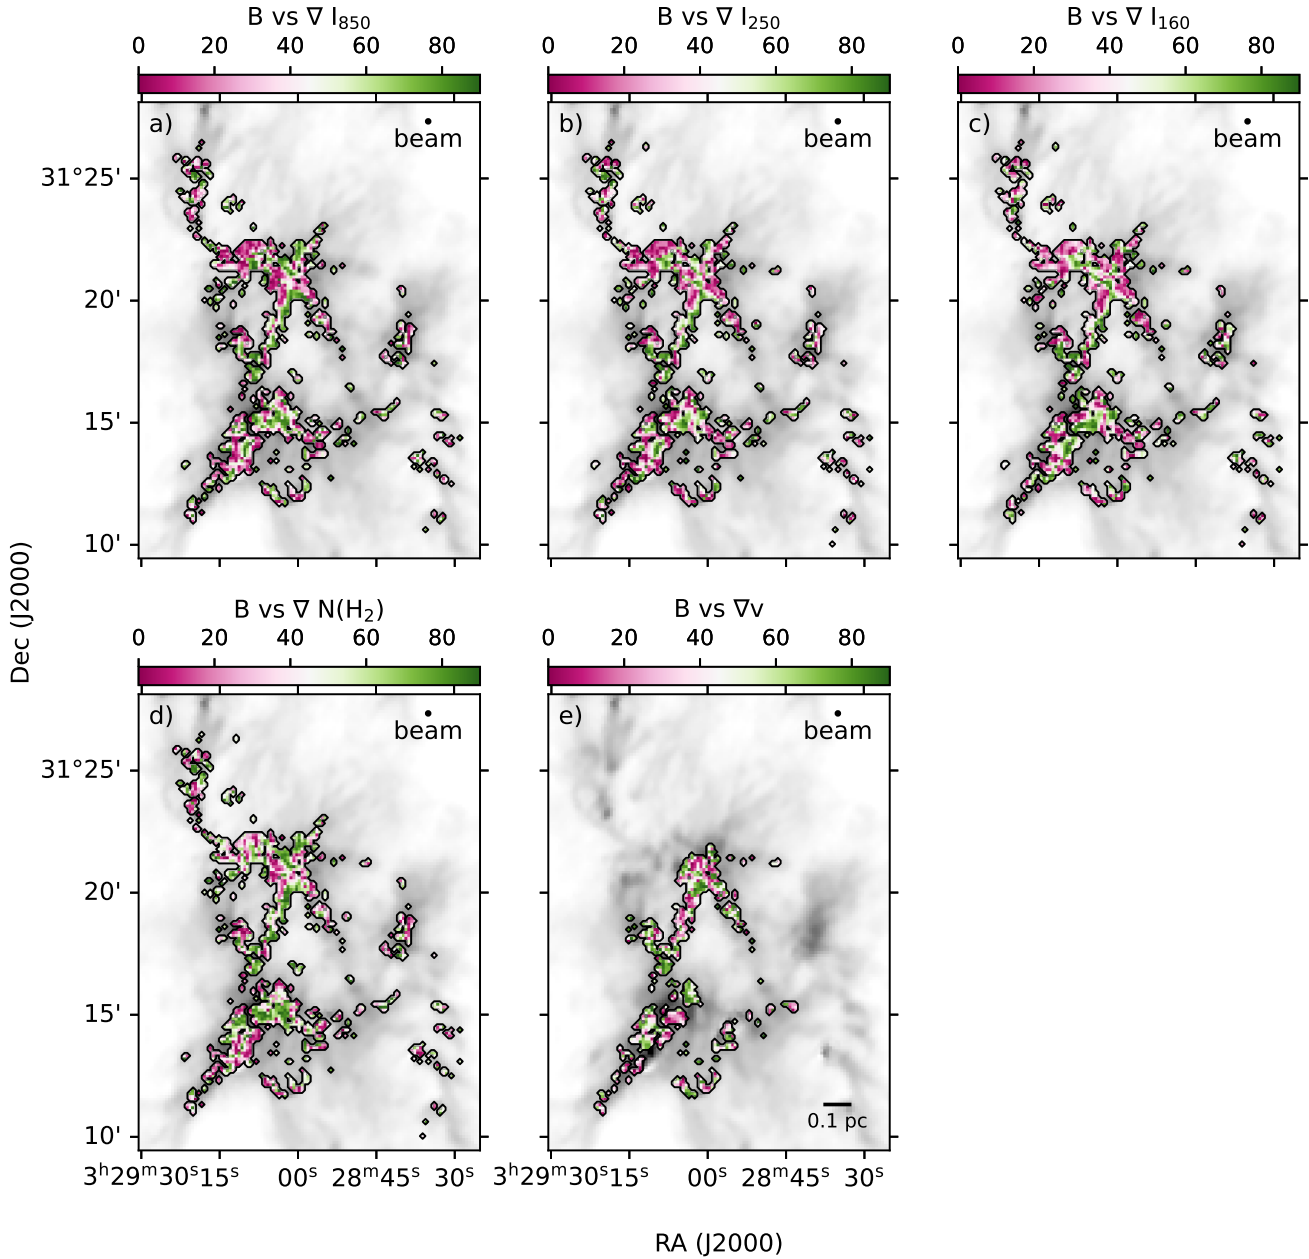 B vs ∇ I₈₅₀
0 20 40 60 80
a)
beam
31°25'
20'
15'
10'
B vs ∇ I₂₅₀
0 20 40 60 80
b)
beam
B vs ∇ I₁₆₀
0 20 40 60 80
c)
beam
Dec (J2000)
B vs ∇ N(H₂)
0 20 40 60 80
d)
beam
31°25'
20'
15'
10'
3ʰ29ᵐ30ˢ15ˢ 00ˢ 28ᵐ45ˢ 30ˢ
B vs ∇v
0 20 40 60 80
e)
beam
0.1 pc
3ʰ29ᵐ30ˢ15ˢ 00ˢ 28ᵐ45ˢ 30ˢ
RA (J2000)